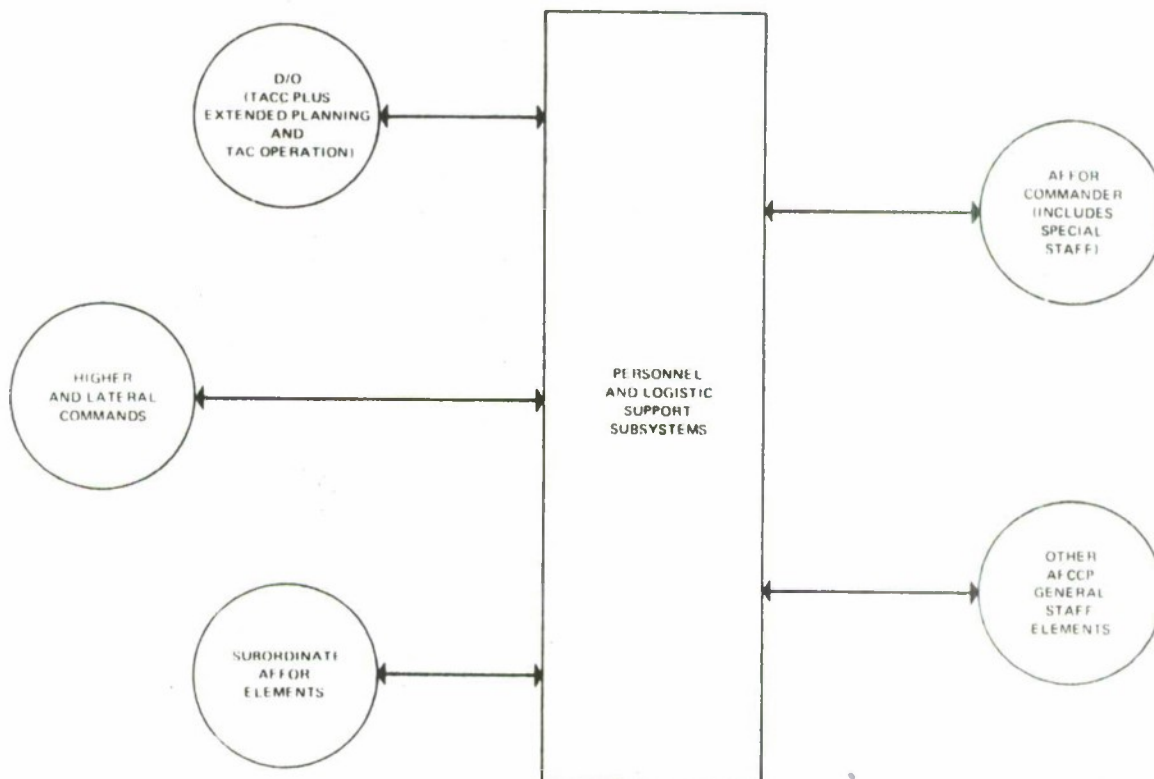 D/O
(TACC PLUS
EXTENDED PLANNING
AND
TAC OPERATION)
AFFOR
COMMANDER
(INCLUDES
SPECIAL
STAFF)
HIGHER
AND LATERAL
COMMANDS
PERSONNEL
AND LOGISTIC
SUPPORT
SUBSYSTEMS
OTHER
AFCCP
GENERAL
STAFF
ELEMENTS
SUBORDINATE
AFFOR
ELEMENTS